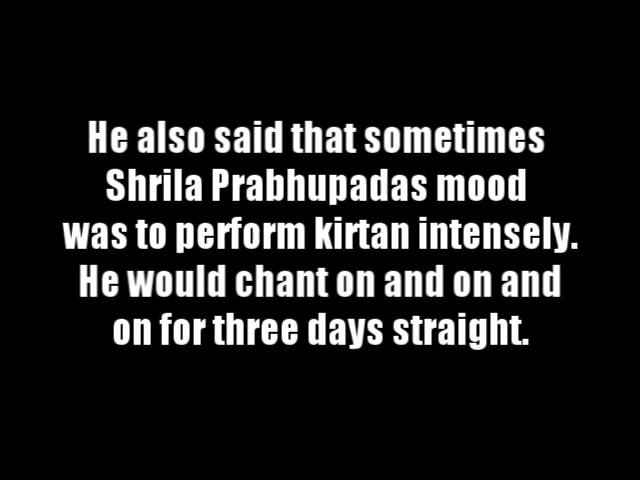 He also said that sometimes
Shrila Prabhupadas mood
was to perform kirtan intensely.
He would chant on and on and
on for three days straight.